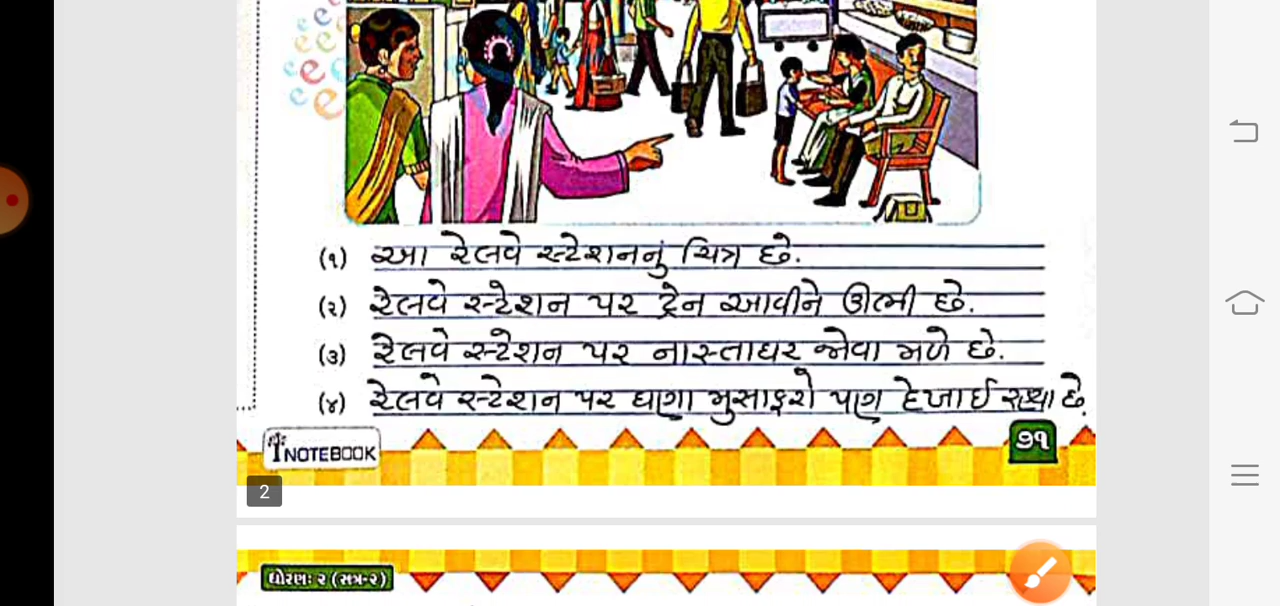 (૧) આ રેલવે સ્ટેશનનું ચિત્ર છે.
(૨) રેલવે સ્ટેશન પર ટ્રેન આવીને ઊભી છે.
(૩) રેલવે સ્ટેશન પર નાસ્તાઘર જોવા મળે છે.
(૪) રેલવે સ્ટેશન પર ઘણા મુસાફરો પણ દેખાઈ રહ્યા છે.
NOTEBOOK
૭૧
2
ધોરણઃ ૨ (સત્ર-૨)